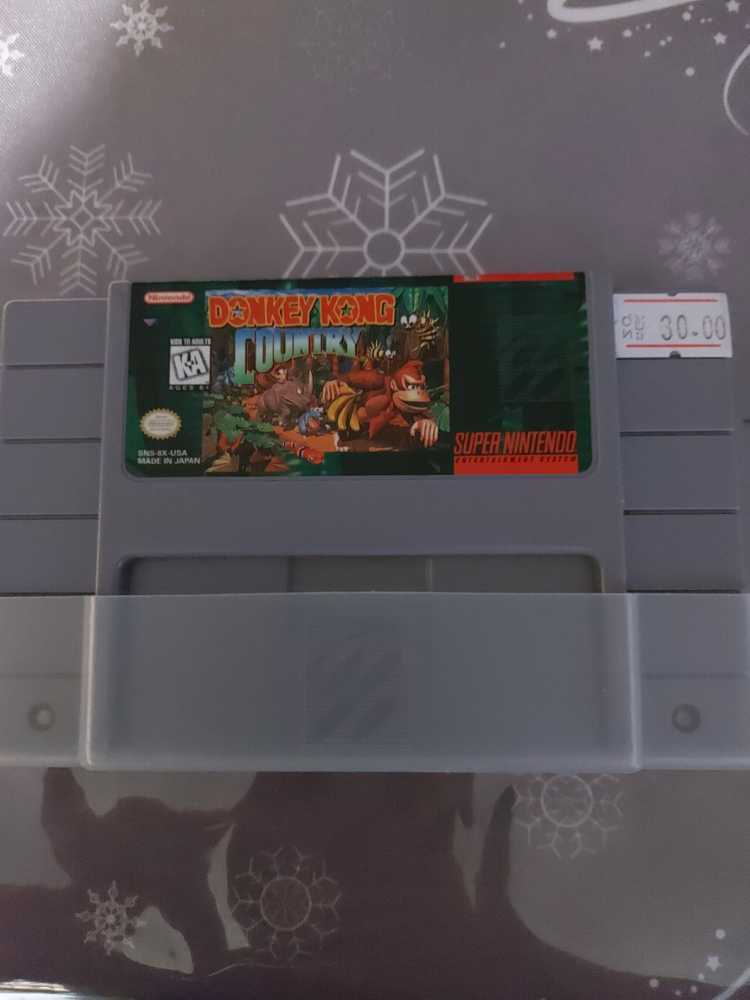 Nintendo
DONKEY KONG
COUNTRY
KIDS TO ADULTS
KA
AGES 6+
SNS-8X-USA
MADE IN JAPAN
SUPER NINTENDO
ENTERTAINMENT SYSTEM
30.00